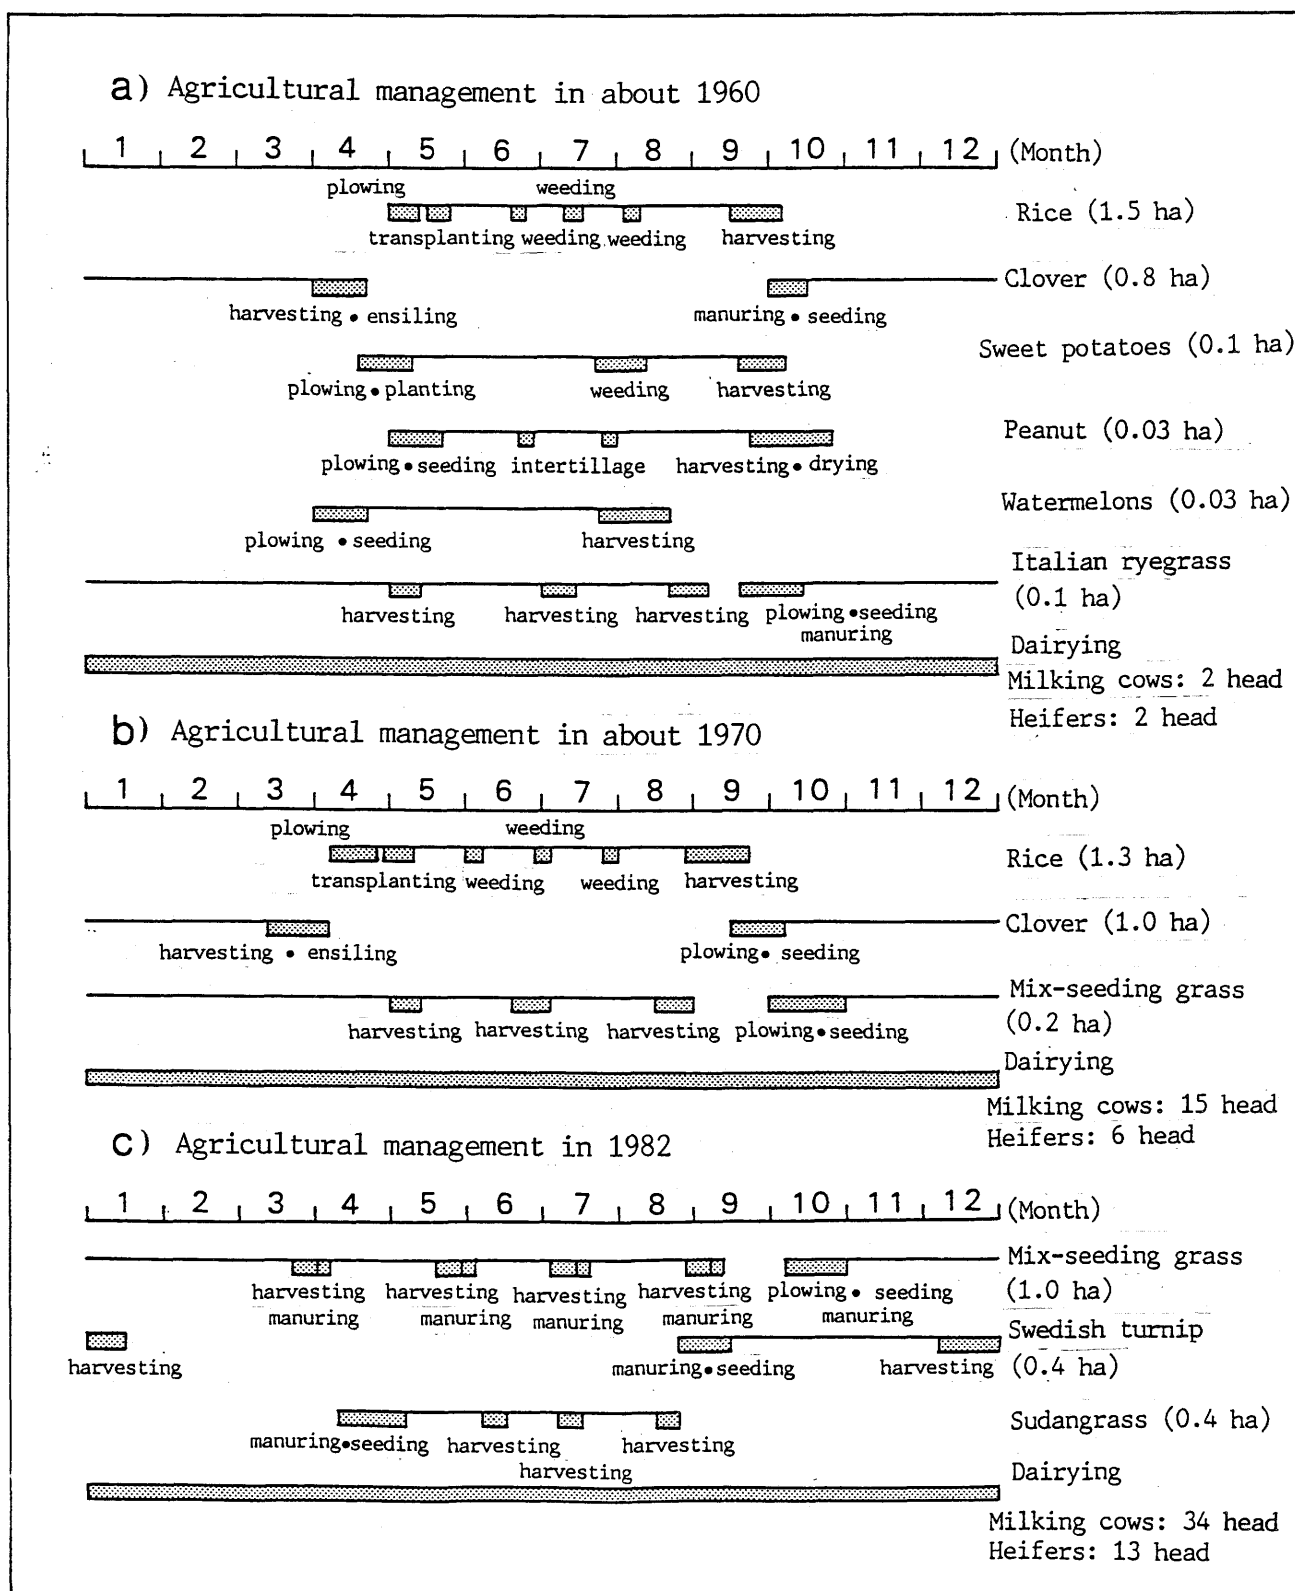 a) Agricultural management in about 1960
1 2 3 4 5 6 7 8 9 10 11 12 (Month)
plowing weeding
Rice (1.5 ha)
transplanting weeding weeding harvesting
Clover (0.8 ha)
harvesting • ensiling manuring • seeding
Sweet potatoes (0.1 ha)
plowing • planting weeding harvesting
Peanut (0.03 ha)
plowing • seeding intertillage harvesting • drying
Watermelons (0.03 ha)
plowing • seeding harvesting
Italian ryegrass
(0.1 ha)
harvesting harvesting harvesting plowing • seeding
manuring
Dairying
Milking cows: 2 head
Heifers: 2 head
b) Agricultural management in about 1970
1 2 3 4 5 6 7 8 9 10 11 12 (Month)
plowing weeding
Rice (1.3 ha)
transplanting weeding weeding harvesting
Clover (1.0 ha)
harvesting • ensiling plowing • seeding
Mix-seeding grass
(0.2 ha)
harvesting harvesting harvesting plowing • seeding
Dairying
Milking cows: 15 head
Heifers: 6 head
c) Agricultural management in 1982
1 2 3 4 5 6 7 8 9 10 11 12 (Month)
Mix-seeding grass
(1.0 ha)
harvesting harvesting harvesting harvesting plowing • seeding
manuring manuring manuring manuring manuring
Swedish turnip
(0.4 ha)
harvesting manuring • seeding harvesting
Sudangrass (0.4 ha)
manuring • seeding harvesting harvesting
harvesting
Dairying
Milking cows: 34 head
Heifers: 13 head